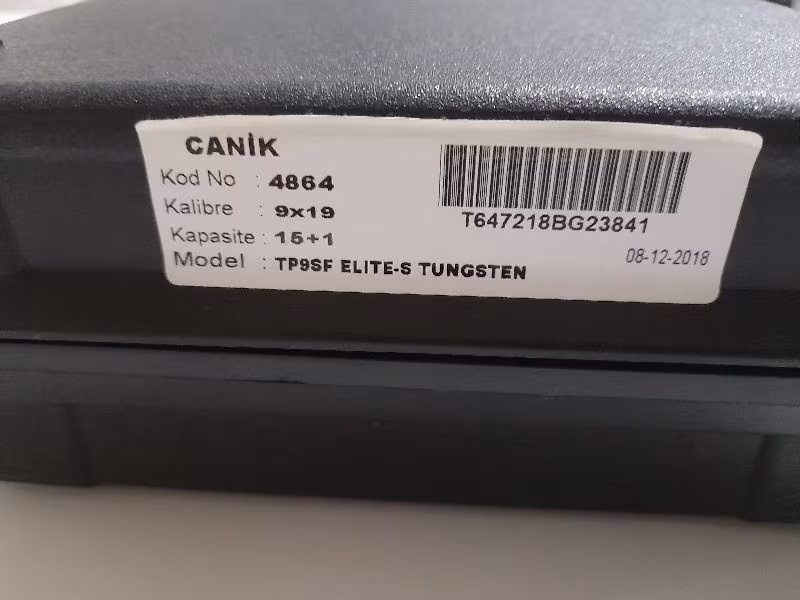 CANİK
Kod No : 4864
Kalibre : 9x19
Kapasite : 15+1
Model : TP9SF ELITE-S TUNGSTEN
T647218BG23841
08-12-2018